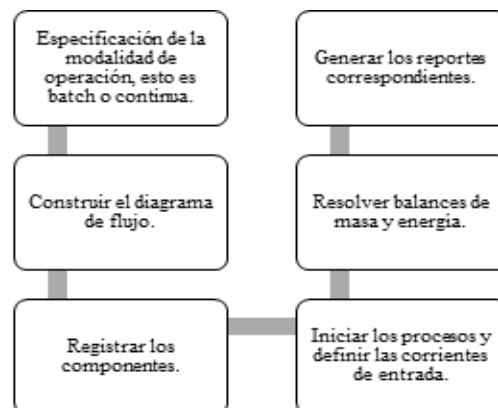 Especificación de la
modalidad de
operación, esto es
batch o continua.
Construir el diagrama
de flujo.
Registrar los
componentes.
Iniciar los procesos y
definir las corrientes
de entrada.
Resolver balances de
masa y energia.
Generar los reportes
correspondientes.